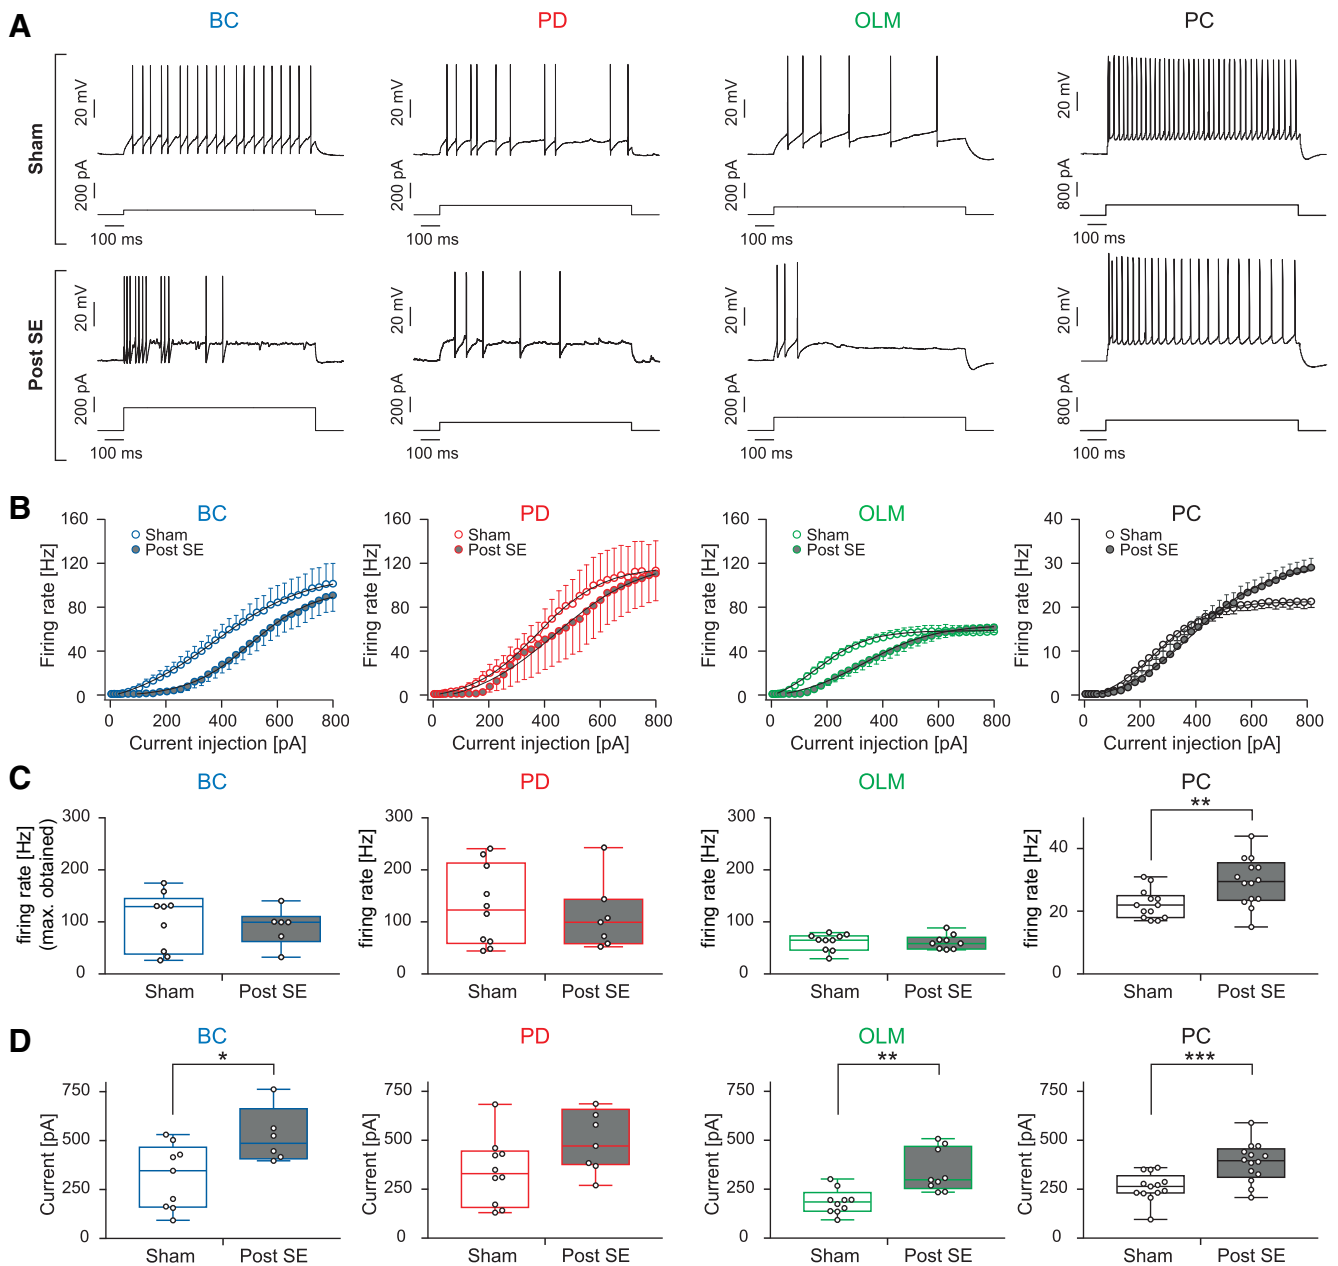 A
BC
PD
OLM
PC
Sham
20 mV
20 mV
20 mV
20 mV
200 pA
200 pA
200 pA
800 pA
100 ms
100 ms
100 ms
100 ms
Post SE
20 mV
20 mV
20 mV
20 mV
200 pA
200 pA
200 pA
800 pA
100 ms
100 ms
100 ms
100 ms
B
BC
Firing rate [Hz]
160
120
80
40
0
Sham
Post SE
0 200 400 600 800
Current injection [pA]
PD
Firing rate [Hz]
160
120
80
40
0
Sham
Post SE
0 200 400 600 800
Current injection [pA]
OLM
Firing rate [Hz]
160
120
80
40
0
Sham
Post SE
0 200 400 600 800
Current injection [pA]
PC
Firing rate [Hz]
40
30
20
10
0
Sham
Post SE
0 200 400 600 800
Current injection [pA]
C
BC
firing rate [Hz]
(max. obtained)
300
200
100
0
Sham Post SE
PD
firing rate [Hz]
300
200
100
0
Sham Post SE
OLM
firing rate [Hz]
300
200
100
0
Sham Post SE
PC
**
firing rate [Hz]
40
20
0
Sham Post SE
D
BC
*
Current [pA]
750
500
250
0
Sham Post SE
PD
Current [pA]
750
500
250
0
Sham Post SE
OLM
**
Current [pA]
750
500
250
0
Sham Post SE
PC
***
Current [pA]
750
500
250
0
Sham Post SE